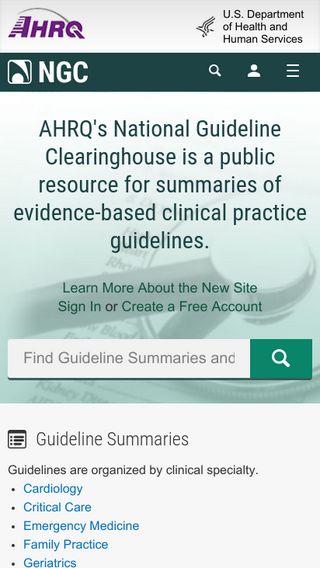 AHRQ
U.S. Department
of Health and
Human Services
NGC
AHRQ's National Guideline
Clearinghouse is a public
resource for summaries of
evidence-based clinical practice
guidelines.
Learn More About the New Site
Sign In or Create a Free Account
Find Guideline Summaries and
Guideline Summaries
Guidelines are organized by clinical specialty.
Cardiology
Critical Care
Emergency Medicine
Family Practice
Geriatrics